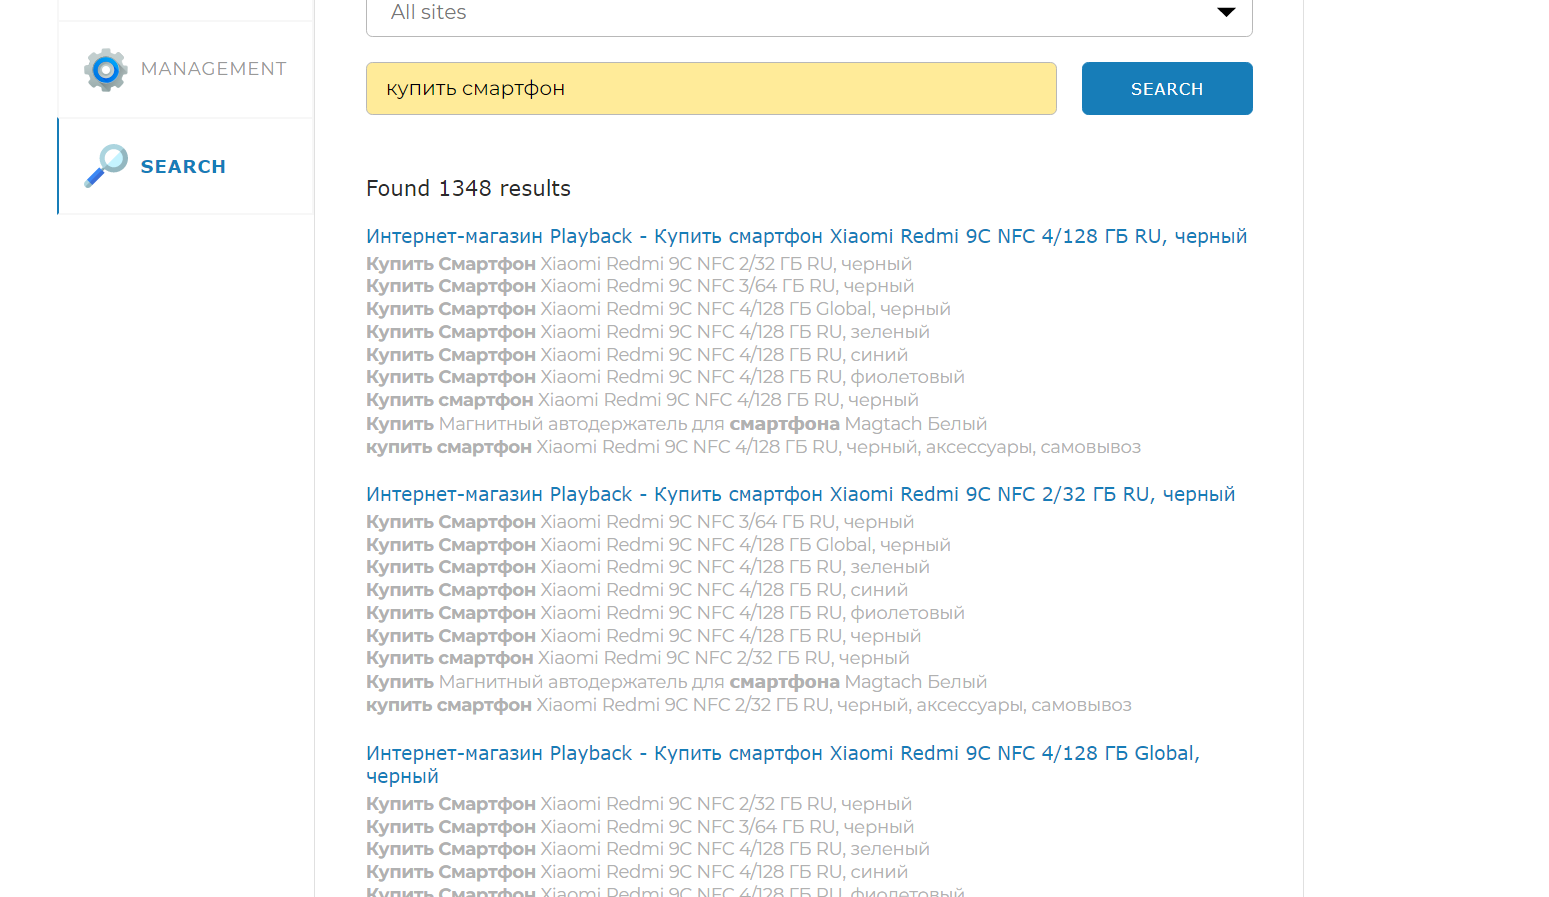 All sites
MANAGEMENT
купить смартфон
SEARCH
SEARCH
Found 1348 results
Интернет-магазин Playback - Купить смартфон Xiaomi Redmi 9C NFC 4/128 ГБ RU, черный
Купить Смартфон Xiaomi Redmi 9C NFC 2/32 ГБ RU, черный
Купить Смартфон Xiaomi Redmi 9C NFC 3/64 ГБ RU, черный
Купить Смартфон Xiaomi Redmi 9C NFC 4/128 ГБ Global, черный
Купить Смартфон Xiaomi Redmi 9C NFC 4/128 ГБ RU, зеленый
Купить Смартфон Xiaomi Redmi 9C NFC 4/128 ГБ RU, синий
Купить Смартфон Xiaomi Redmi 9C NFC 4/128 ГБ RU, фиолетовый
Купить смартфон Xiaomi Redmi 9C NFC 4/128 ГБ RU, черный
Купить Магнитный автодержатель для смартфона Magtach Белый
купить смартфон Xiaomi Redmi 9C NFC 4/128 ГБ RU, черный, аксессуары, самовывоз
Интернет-магазин Playback - Купить смартфон Xiaomi Redmi 9C NFC 2/32 ГБ RU, черный
Купить Смартфон Xiaomi Redmi 9C NFC 3/64 ГБ RU, черный
Купить Смартфон Xiaomi Redmi 9C NFC 4/128 ГБ Global, черный
Купить Смартфон Xiaomi Redmi 9C NFC 4/128 ГБ RU, зеленый
Купить Смартфон Xiaomi Redmi 9C NFC 4/128 ГБ RU, синий
Купить Смартфон Xiaomi Redmi 9C NFC 4/128 ГБ RU, фиолетовый
Купить Смартфон Xiaomi Redmi 9C NFC 4/128 ГБ RU, черный
Купить смартфон Xiaomi Redmi 9C NFC 2/32 ГБ RU, черный
Купить Магнитный автодержатель для смартфона Magtach Белый
купить смартфон Xiaomi Redmi 9C NFC 2/32 ГБ RU, черный, аксессуары, самовывоз
Интернет-магазин Playback - Купить смартфон Xiaomi Redmi 9C NFC 4/128 ГБ Global,
черный
Купить Смартфон Xiaomi Redmi 9C NFC 2/32 ГБ RU, черный
Купить Смартфон Xiaomi Redmi 9C NFC 3/64 ГБ RU, черный
Купить Смартфон Xiaomi Redmi 9C NFC 4/128 ГБ RU, зеленый
Купить Смартфон Xiaomi Redmi 9C NFC 4/128 ГБ RU, синий
Купить Смартфон Xiaomi Redmi 9C NFC 4/128 ГБ RU, фиолетовый